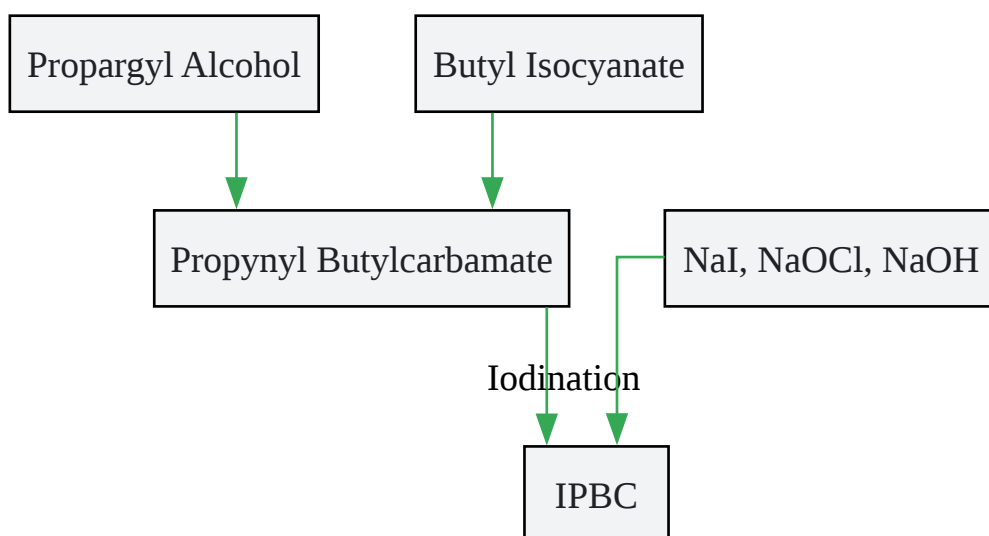 Propargyl Alcohol
Butyl Isocyanate
Propynyl Butylcarbamate
NaI, NaOCl, NaOH
Iodination
IPBC